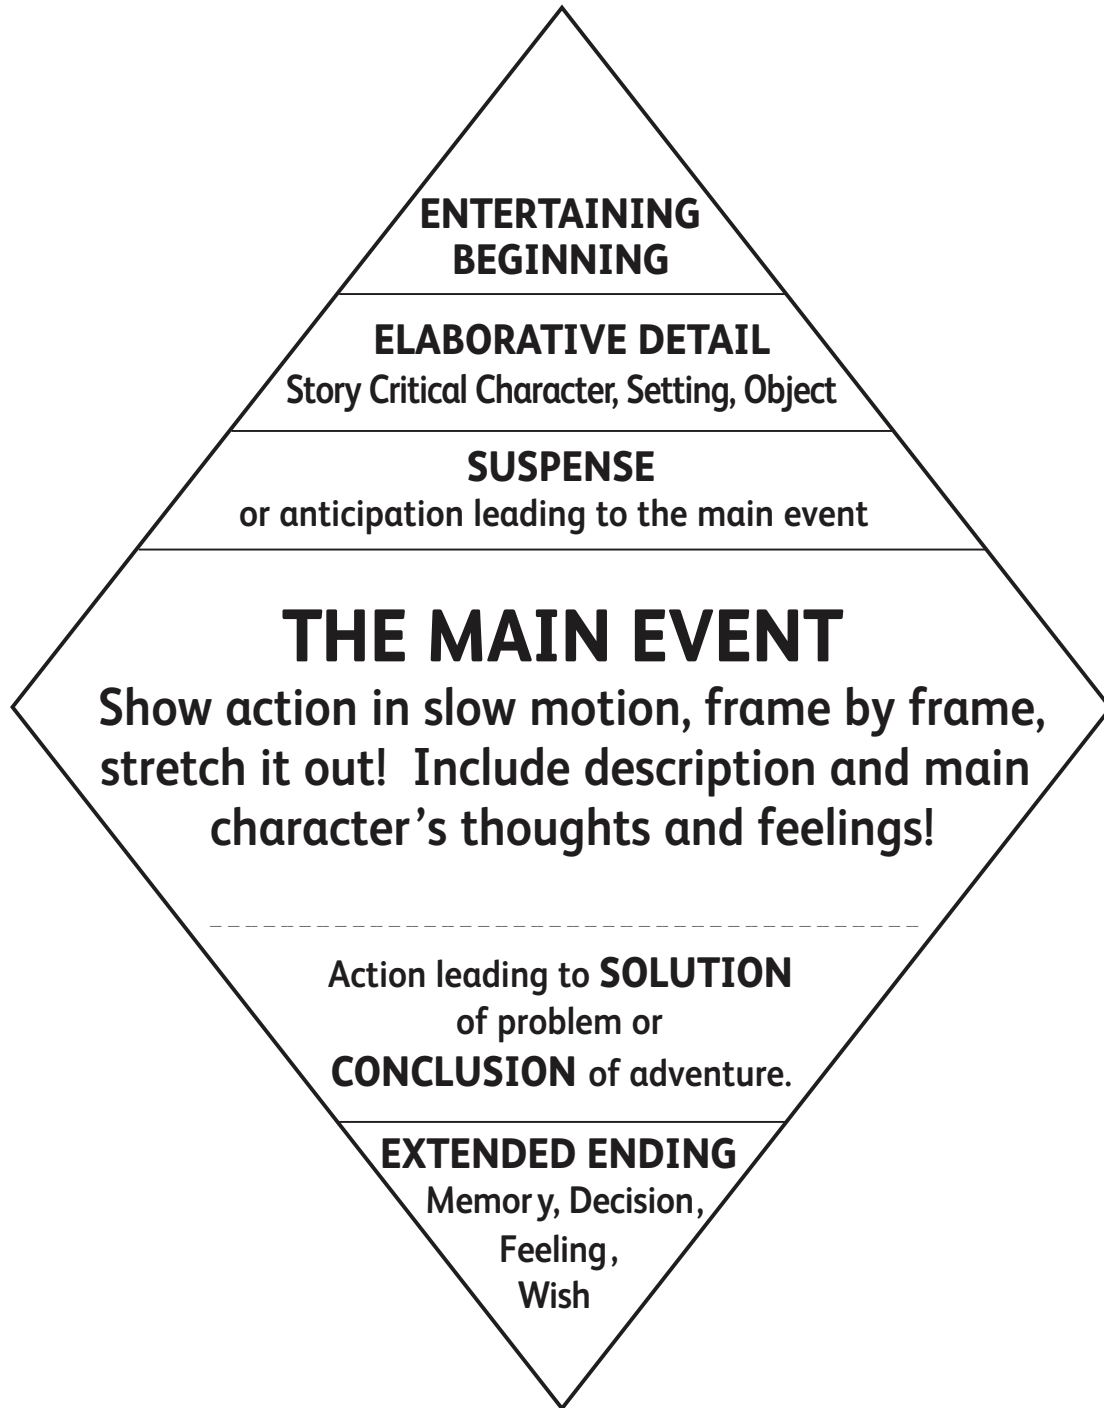 ENTERTAINING
BEGINNING
ELABORATIVE DETAIL
Story Critical Character, Setting, Object
SUSPENSE
or anticipation leading to the main event
THE MAIN EVENT
Show action in slow motion, frame by frame,
stretch it out! Include description and main
character's thoughts and feelings!
Action leading to SOLUTION
of problem or
CONCLUSION of adventure.
EXTENDED ENDING
Memory, Decision,
Feeling,
Wish